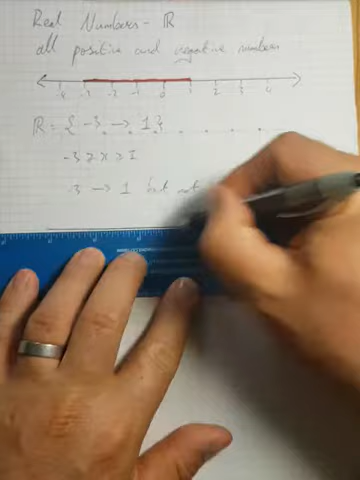 Real Numbers - ℝ
all positive and negative numbers
-4 -3 -2 -1 0 1 2 3 4
ℝ = { -3 → 1}
-3 > x > 1
-3 → 1 but not